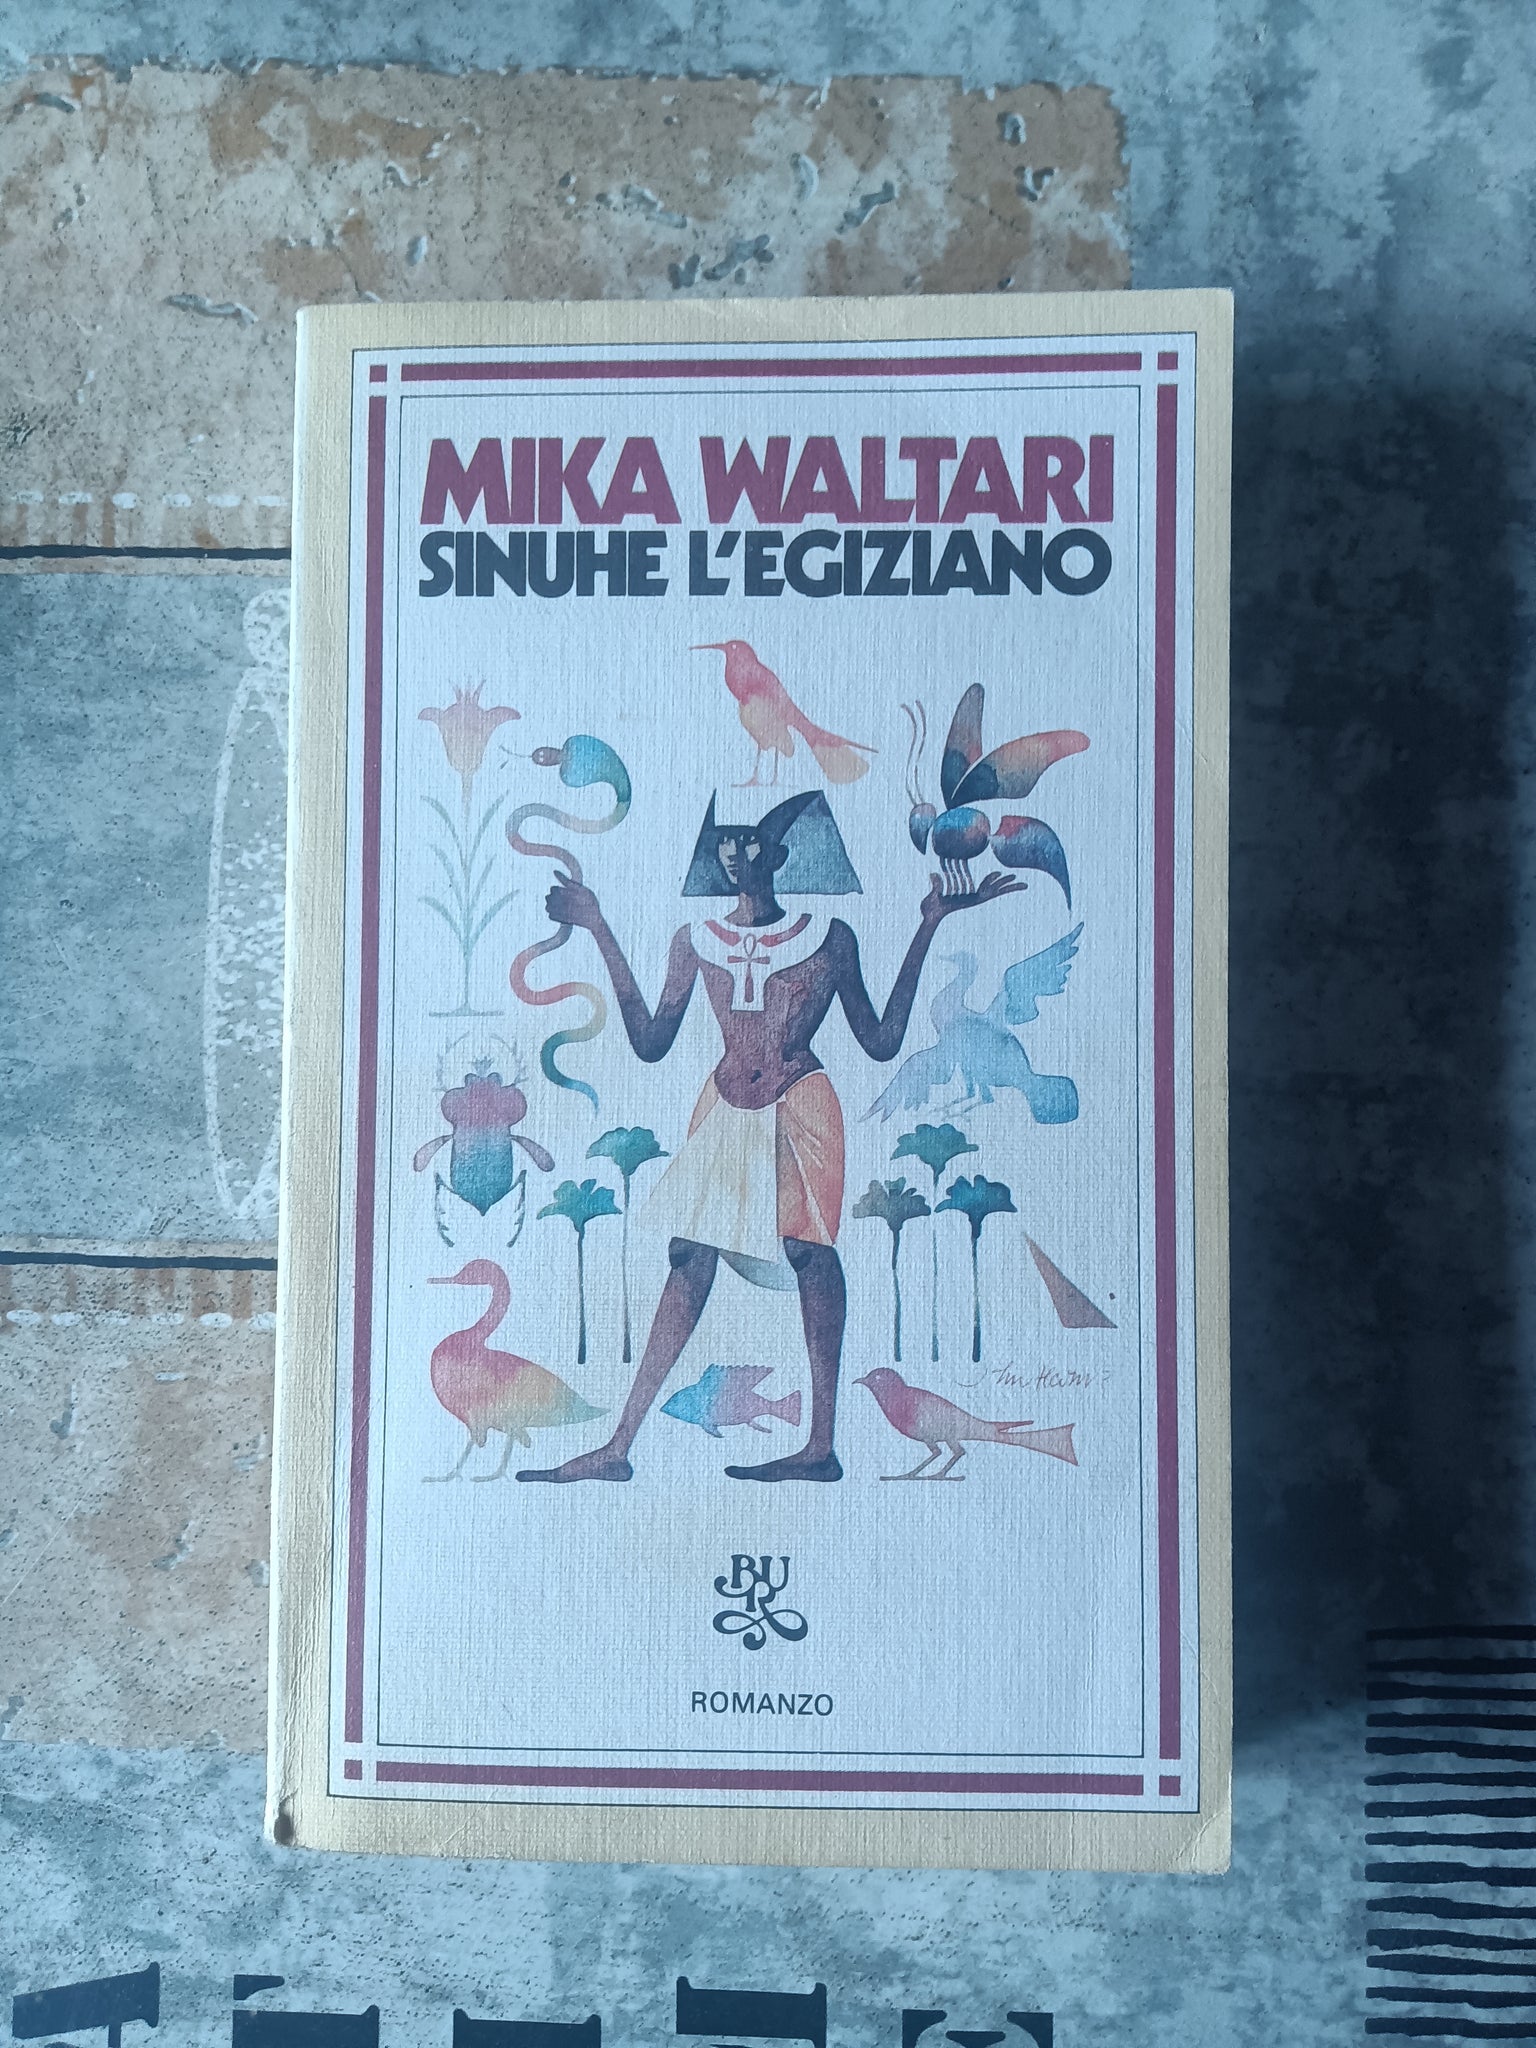 MIKA WALTARI
SINUHE L'EGIZIANO
BUR
ROMANZO